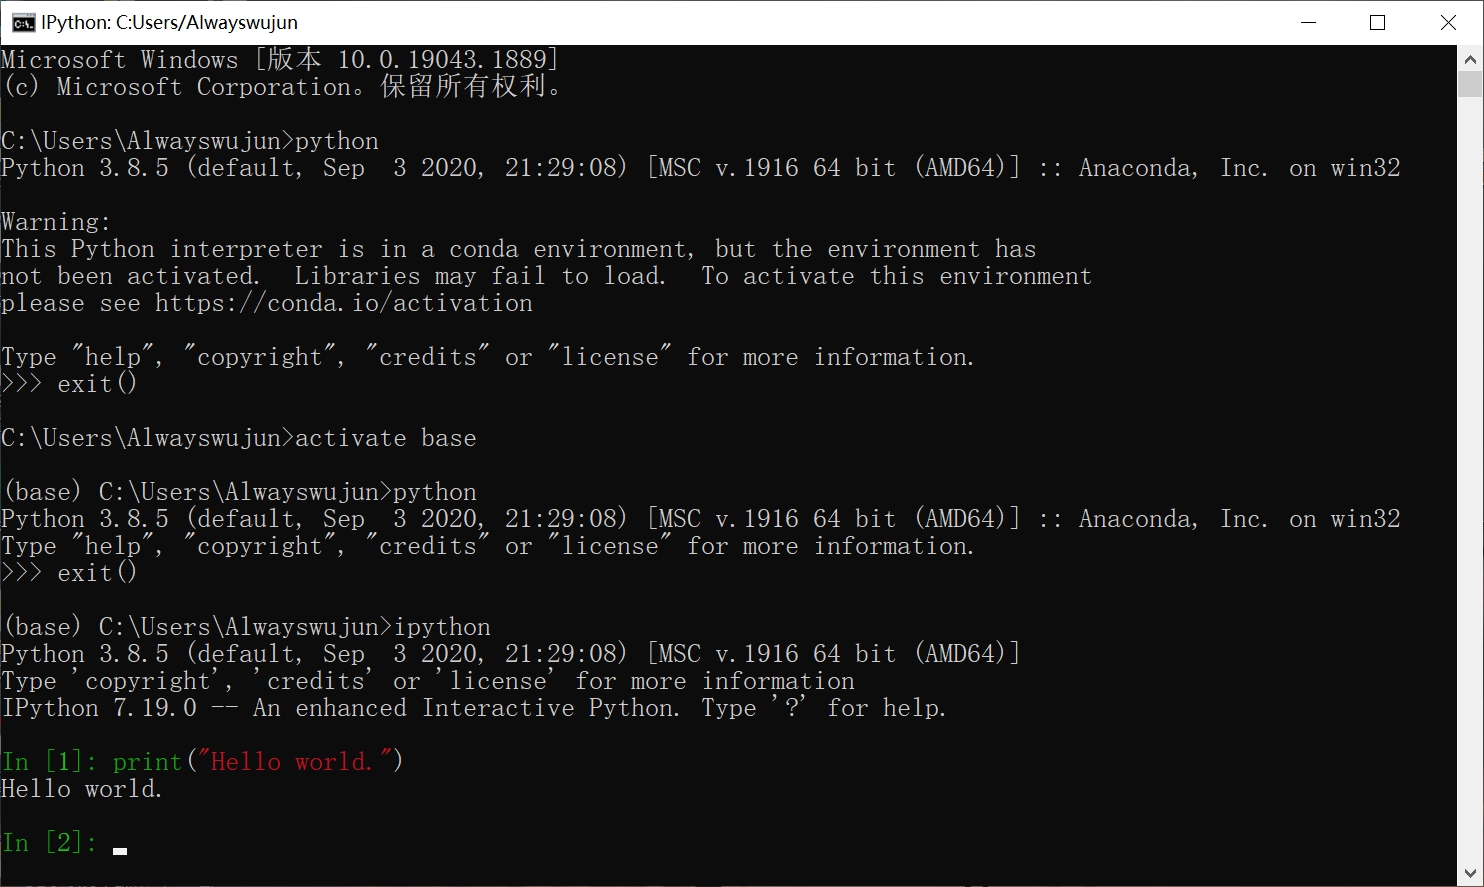 IPython: C:Users/Alwayswujun
Microsoft Windows [版本 10.0.19043.1889]
(c) Microsoft Corporation。保留所有权利。
C:\Users\Alwayswujun>python
Python 3.8.5 (default, Sep  3 2020, 21:29:08) [MSC v.1916 64 bit (AMD64)] :: Anaconda, Inc. on win32
Warning:
This Python interpreter is in a conda environment, but the environment has
not been activated.  Libraries may fail to load.  To activate this environment
please see https://conda.io/activation
Type "help", "copyright", "credits" or "license" for more information.
>>> exit()
C:\Users\Alwayswujun>activate base
(base) C:\Users\Alwayswujun>python
Python 3.8.5 (default, Sep  3 2020, 21:29:08) [MSC v.1916 64 bit (AMD64)] :: Anaconda, Inc. on win32
Type "help", "copyright", "credits" or "license" for more information.
>>> exit()
(base) C:\Users\Alwayswujun>ipython
Python 3.8.5 (default, Sep  3 2020, 21:29:08) [MSC v.1916 64 bit (AMD64)]
Type 'copyright', 'credits' or 'license' for more information
IPython 7.19.0 -- An enhanced Interactive Python. Type '?' for help.
In [1]: print("Hello world.")
Hello world.
In [2]: